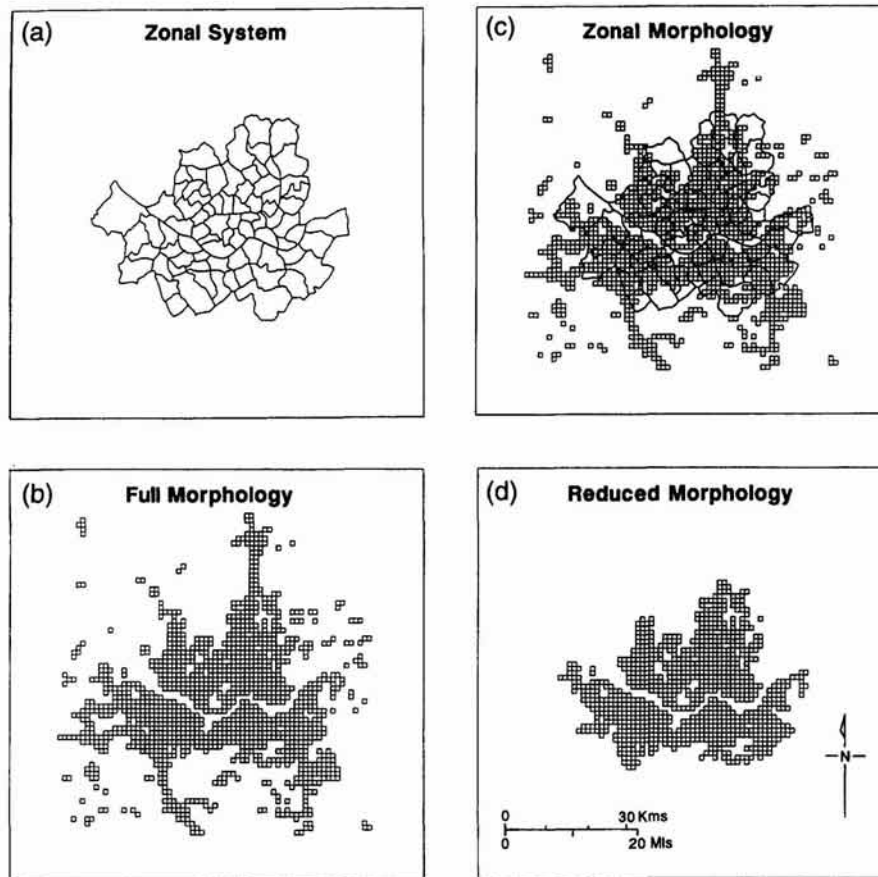 (a) Zonal System
(c) Zonal Morphology
(b) Full Morphology
(d) Reduced Morphology
N
0 30 Kms
0 20 Mls